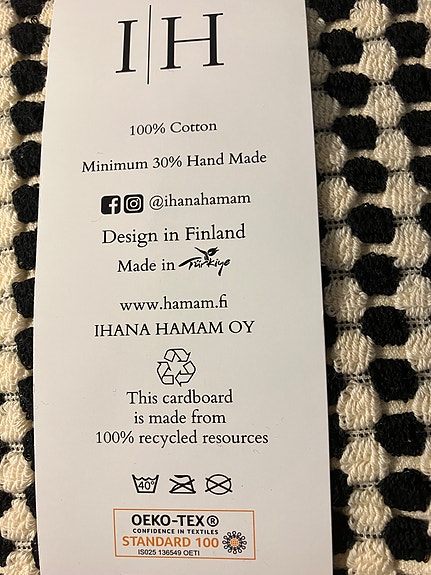 I|H
100% Cotton
Minimum 30% Hand Made
@ihanahamam
Design in Finland
Made in Türkiye
www.hamam.fi
IHANA HAMAM OY
This cardboard
is made from
100% recycled resources
40°
OEKO-TEX®
CONFIDENCE IN TEXTILES
STANDARD 100
IS025 136549 OETI